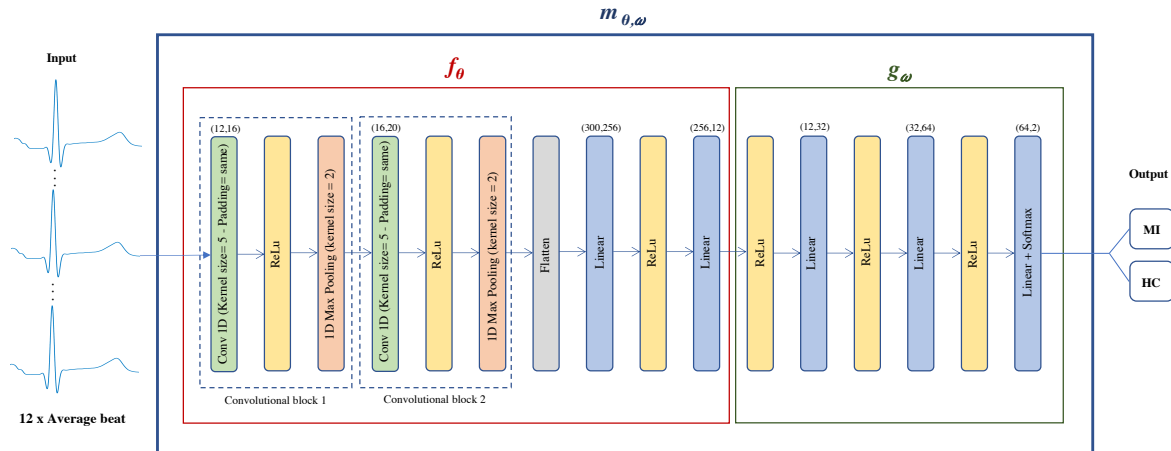 m θ,ω
Input
f θ
g ω
(12,16)
(16,20)
(300,256)
(256,12)
(12,32)
(32,64)
(64,2)
Conv 1D (Kernel size= 5 - Padding= same)
ReLu
1D Max Pooling (kernel size = 2)
Conv 1D (Kernel size= 5 - Padding= same)
ReLu
1D Max Pooling (kernel size = 2)
Flatten
Linear
ReLu
Linear
ReLu
Linear
ReLu
Linear
ReLu
Linear + Softmax
Output
MI
HC
Convolutional block 1
Convolutional block 2
12 x Average beat